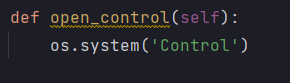 def open_control(self):
    os.system('Control')